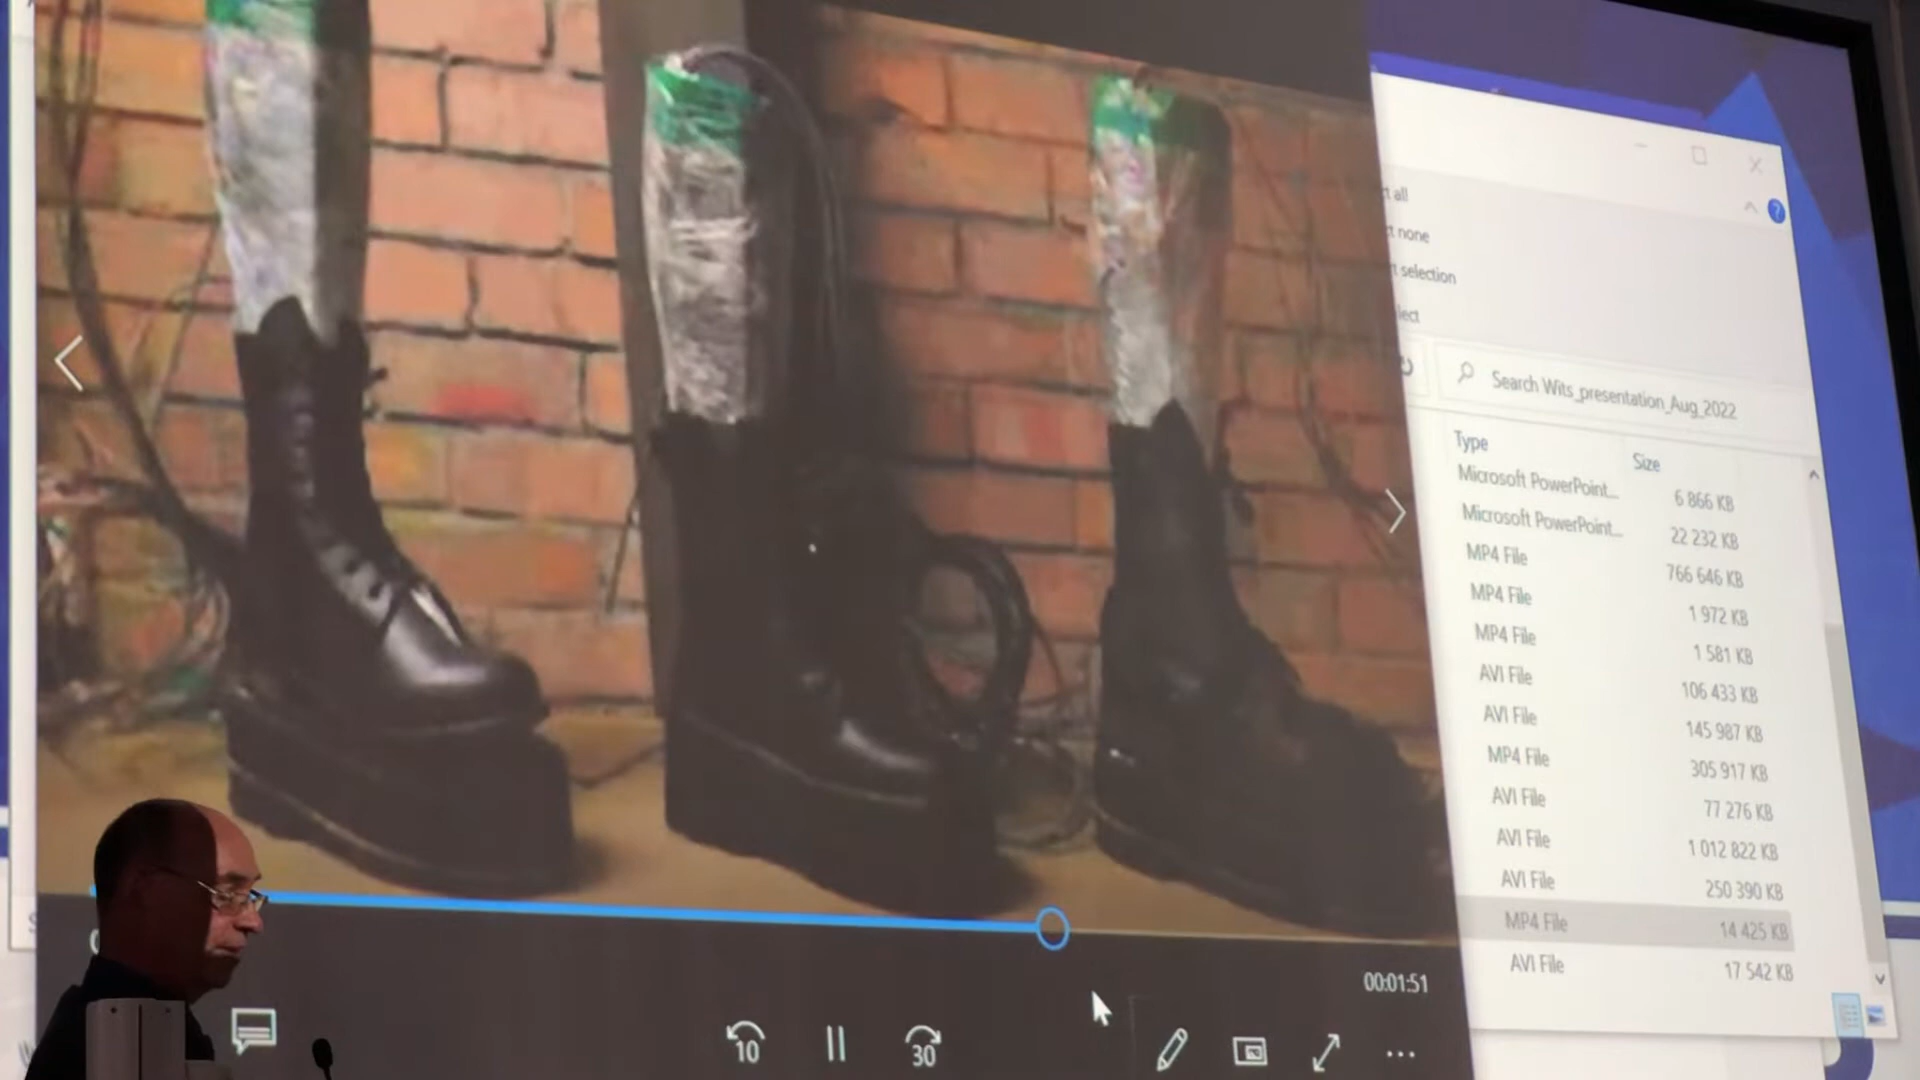 t all
t none
t selection
lect
Search Wits_presentation_Aug_2022
Type Size
Microsoft PowerPoint... 6 866 KB
Microsoft PowerPoint... 22 232 KB
MP4 File 766 646 KB
MP4 File 1 972 KB
MP4 File 1 581 KB
AVI File 106 433 KB
AVI File 145 987 KB
MP4 File 305 917 KB
AVI File 77 276 KB
AVI File 1 012 822 KB
AVI File 250 390 KB
MP4 File 14 425 KB
AVI File 17 542 KB
00:01:51
10
30